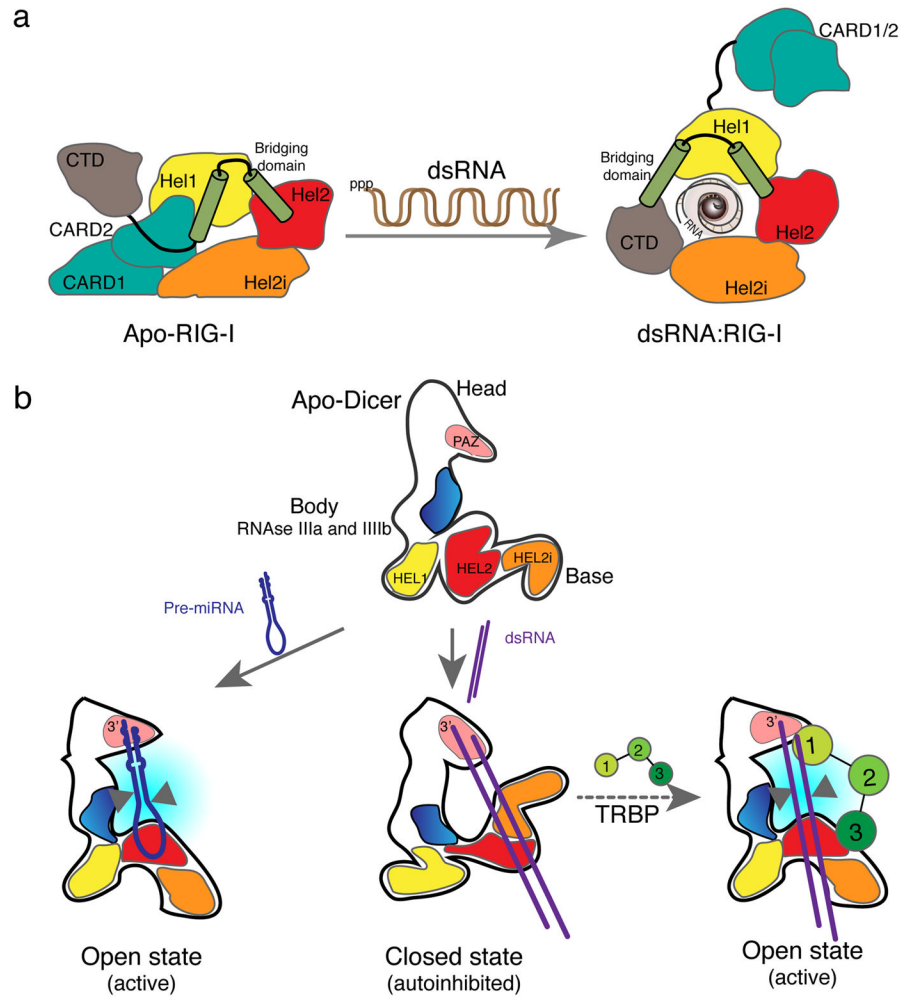 a
CTD
Hel1
Bridging
domain
Hel2
CARD2
CARD1
Hel2i
Apo-RIG-I
ppp
dsRNA
CARD1/2
Hel1
Bridging
domain
RNA
CTD
Hel2
Hel2i
dsRNA:RIG-I
b
Apo-Dicer
Head
PAZ
Body
RNAse IIIa and IIIIb
HEL1
HEL2
HEL2i
Base
Pre-miRNA
dsRNA
3'
3'
1
2
3
TRBP
3'
1
2
3
Open state
(active)
Closed state
(autoinhibited)
Open state
(active)